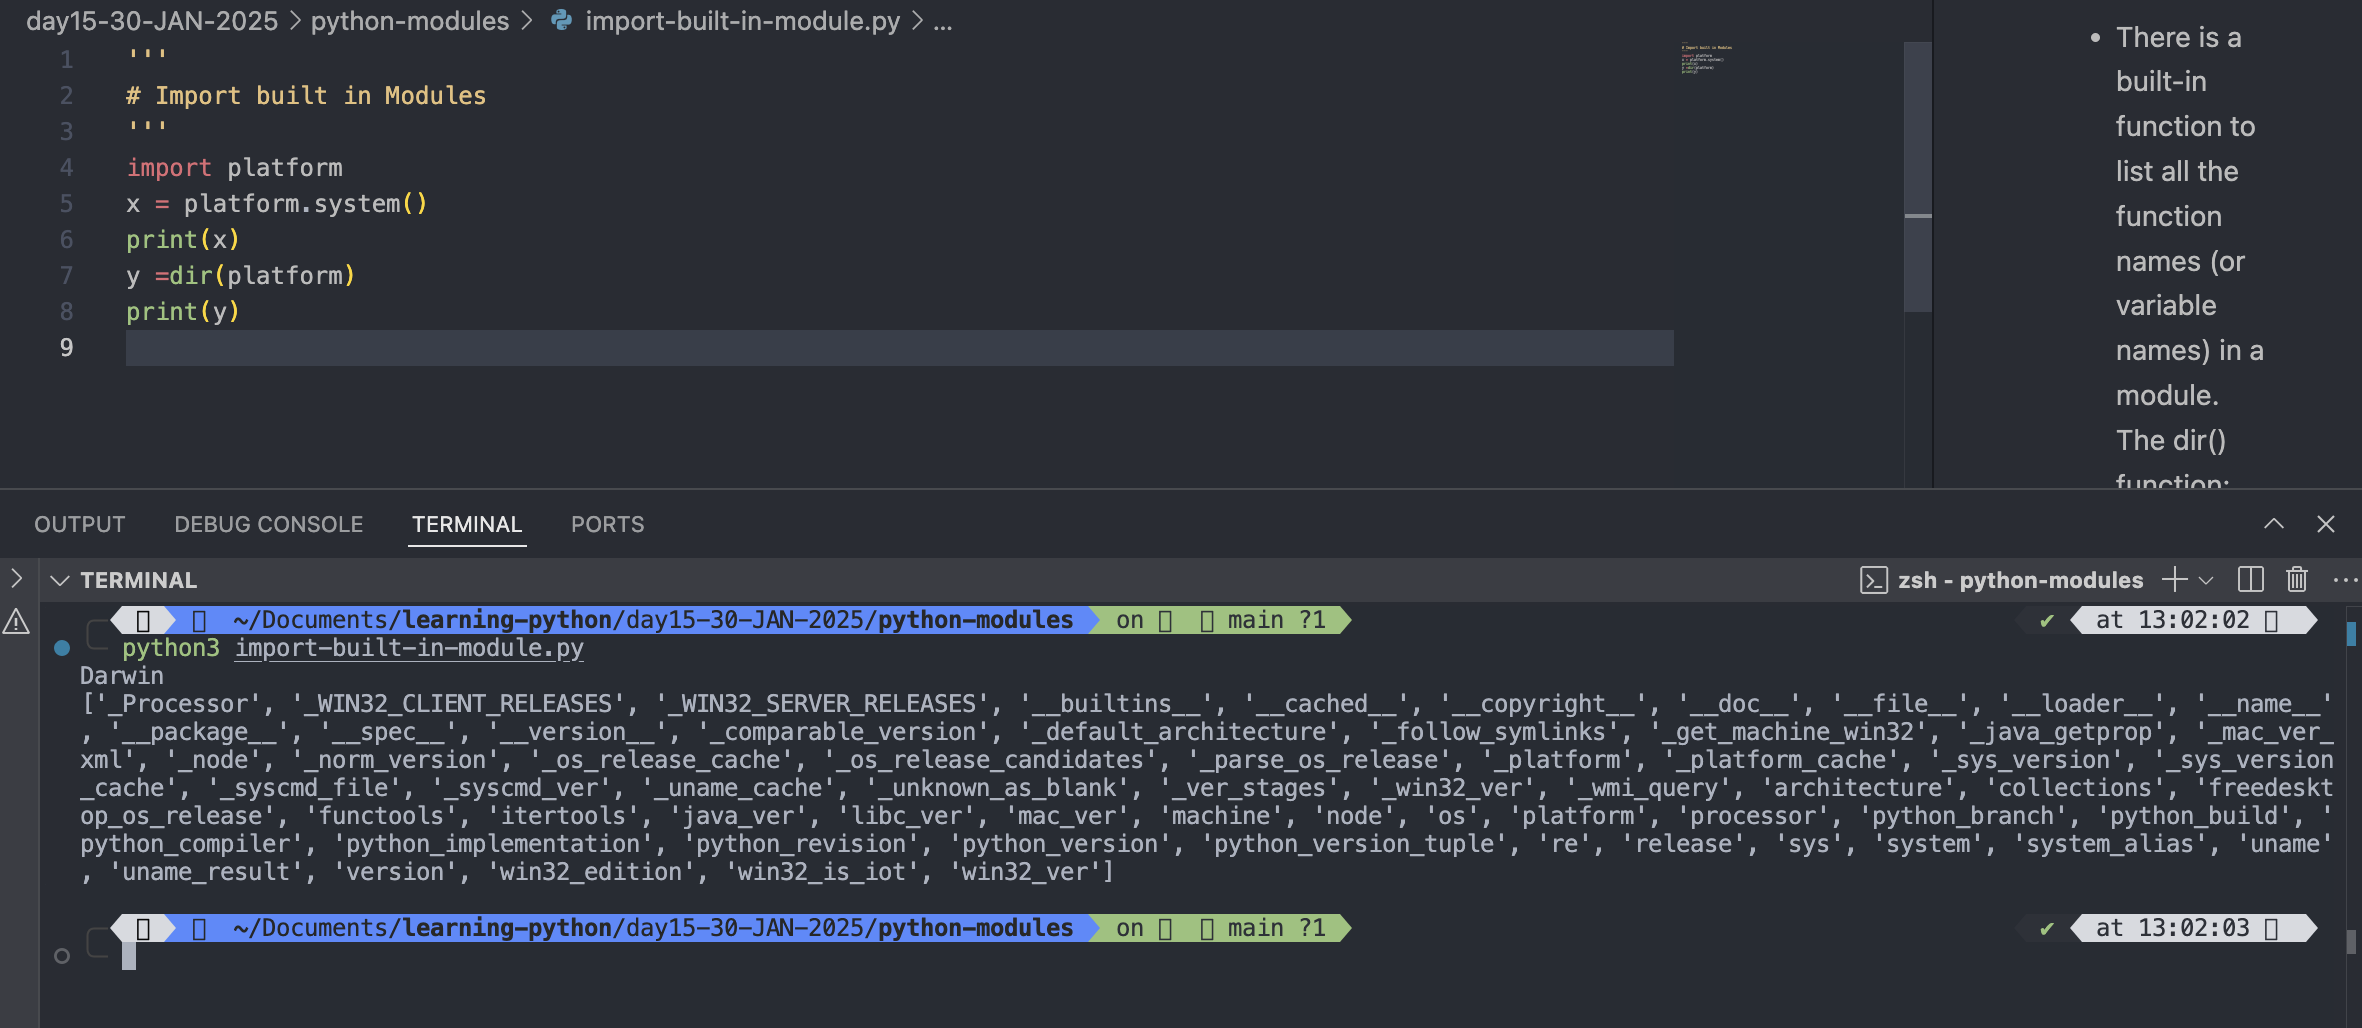 day15-30-JAN-2025 > python-modules > import-built-in-module.py > ...
1 '''
2 # Import built in Modules
3 '''
4 import platform
5 x = platform.system()
6 print(x)
7 y =dir(platform)
8 print(y)
9
• There is a
built-in
function to
list all the
function
names (or
variable
names) in a
module.
The dir()
function:
OUTPUT DEBUG CONSOLE TERMINAL PORTS
TERMINAL zsh - python-modules
~/Documents/learning-python/day15-30-JAN-2025/python-modules on main ?1 ✔ at 13:02:02
python3 import-built-in-module.py
Darwin
['_Processor', '_WIN32_CLIENT_RELEASES', '_WIN32_SERVER_RELEASES', '__builtins__', '__cached__', '__copyright__', '__doc__', '__file__', '__loader__', '__name__'
, '__package__', '__spec__', '__version__', '_comparable_version', '_default_architecture', '_follow_symlinks', '_get_machine_win32', '_java_getprop', '_mac_ver_
xml', '_node', '_norm_version', '_os_release_cache', '_os_release_candidates', '_parse_os_release', '_platform', '_platform_cache', '_sys_version', '_sys_version
_cache', '_syscmd_file', '_syscmd_ver', '_uname_cache', '_unknown_as_blank', '_ver_stages', '_win32_ver', '_wmi_query', 'architecture', 'collections', 'freedeskt
op_os_release', 'functools', 'itertools', 'java_ver', 'libc_ver', 'mac_ver', 'machine', 'node', 'os', 'platform', 'processor', 'python_branch', 'python_build', '
python_compiler', 'python_implementation', 'python_revision', 'python_version', 'python_version_tuple', 're', 'release', 'sys', 'system', 'system_alias', 'uname'
, 'uname_result', 'version', 'win32_edition', 'win32_is_iot', 'win32_ver']
~/Documents/learning-python/day15-30-JAN-2025/python-modules on main ?1 ✔ at 13:02:03